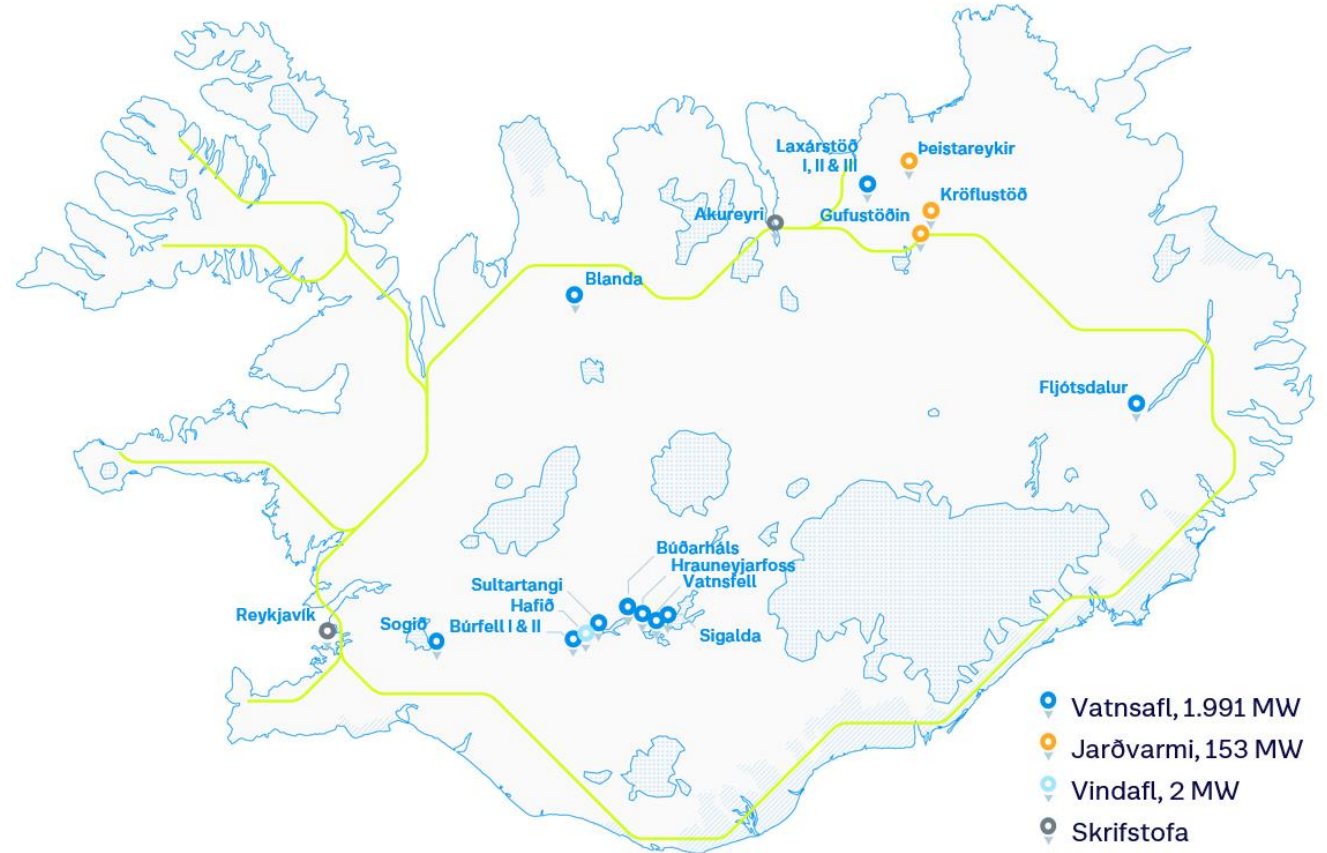 Laxárstöð
I, II & III
Þeistareykir
Kröflustöð
Akureyri
Gufustöðin
Blanda
Fljótsdalur
Búðarháls
Hrauneyjarfoss
Vatnsfell
Sultartangi
Hafið
Reykjavík
Sogið
Búrfell I & II
Sigalda
Vatnsafl, 1.991 MW
Jarðvarmi, 153 MW
Vindafl, 2 MW
Skrifstofa